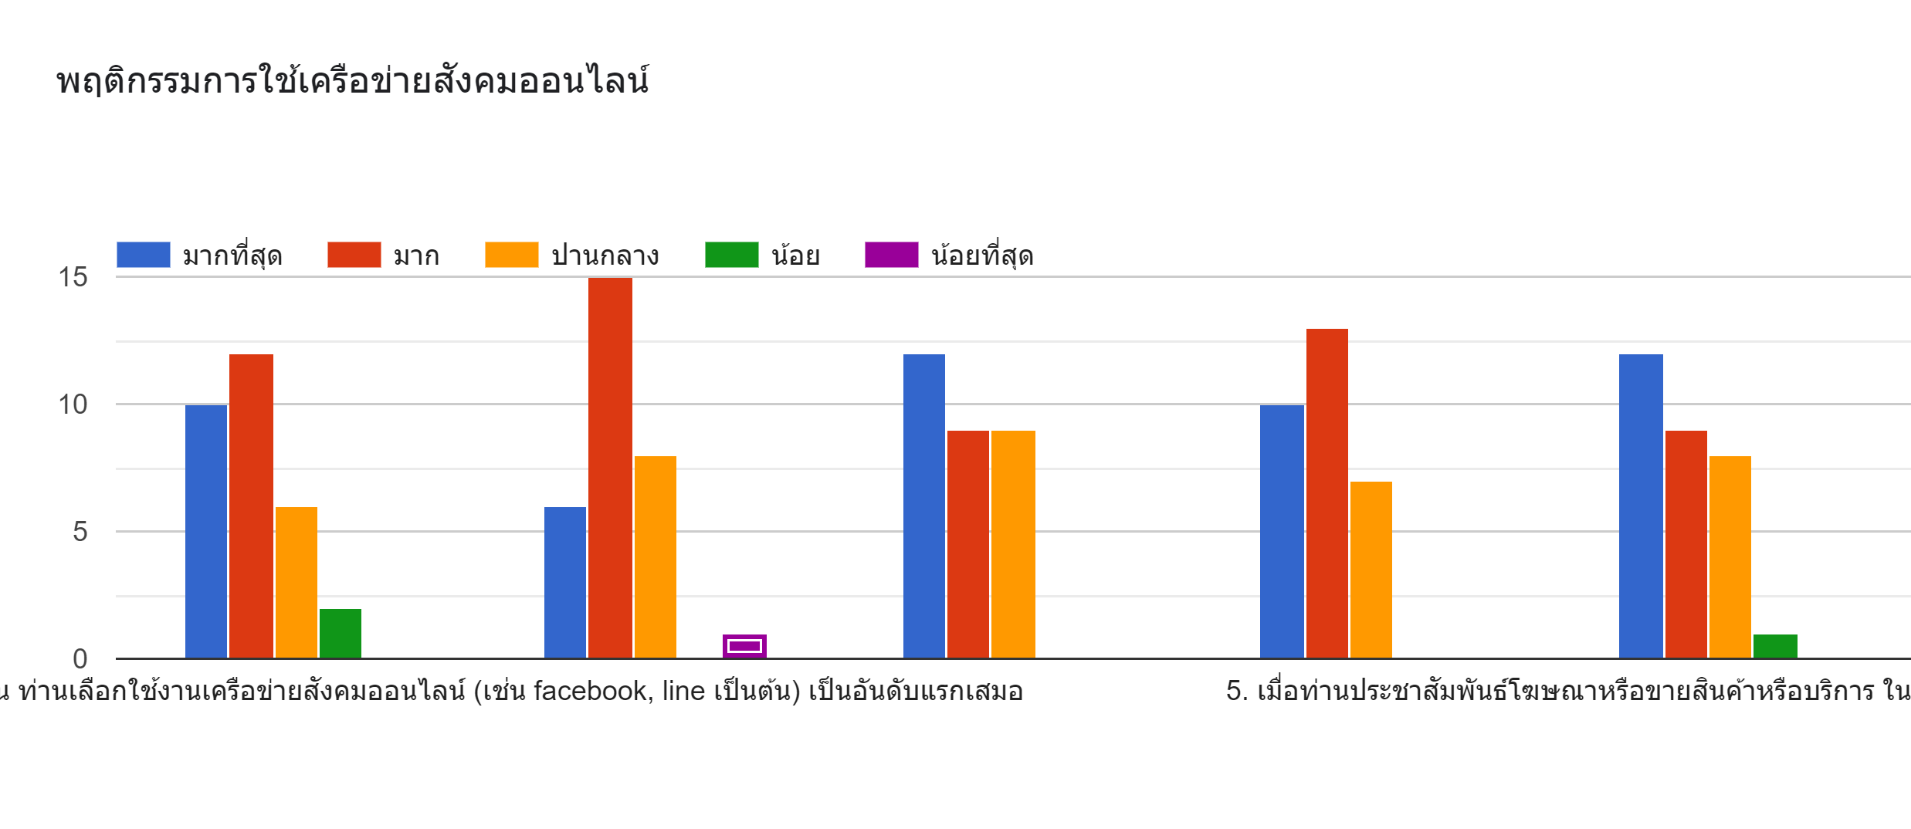 พฤติกรรมการใช้เครือข่ายสังคมออนไลน์
มากที่สุด มาก ปานกลาง น้อย น้อยที่สุด
15
10
5
0
ท่านเลือกใช้งานเครือข่ายสังคมออนไลน์ (เช่น facebook, line เป็นต้น) เป็นอันดับแรกเสมอ
5. เมื่อท่านประชาสัมพันธ์โฆษณาหรือขายสินค้าหรือบริการ ใน